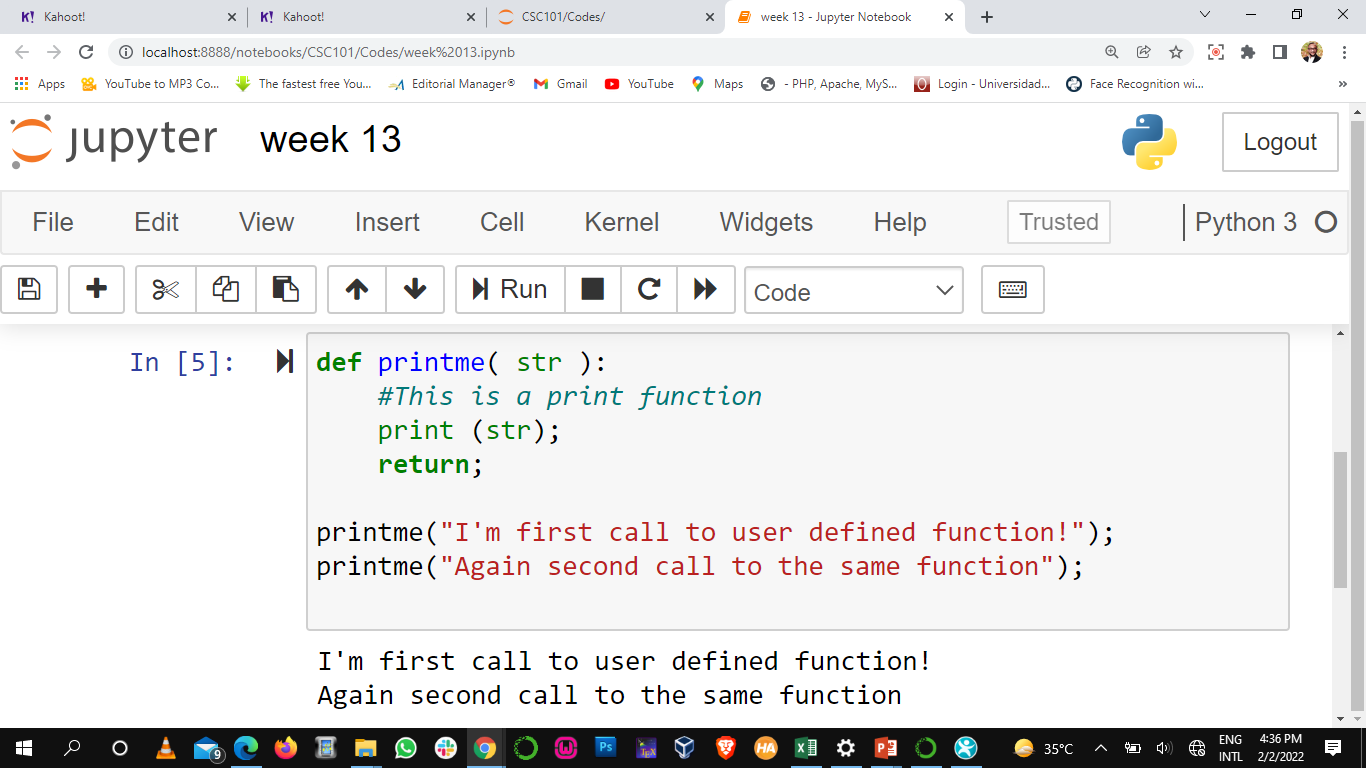 K! Kahoot!
K! Kahoot!
CSC101/Codes/
week 13 - Jupyter Notebook
localhost:8888/notebooks/CSC101/Codes/week%2013.ipynb
Apps
YouTube to MP3 Co...
The fastest free You...
Editorial Manager®
Gmail
YouTube
Maps
- PHP, Apache, MyS...
Login - Universidad...
Face Recognition wi...
»
jupyter
week 13
Logout
File
Edit
View
Insert
Cell
Kernel
Widgets
Help
Trusted
Python 3
Run
Code
In [5]:
def printme( str ):
    #This is a print function
    print (str);
    return;
printme("I'm first call to user defined function!");
printme("Again second call to the same function");
I'm first call to user defined function!
Again second call to the same function
9
Ps
HA
35°C
ENG
INTL
4:36 PM
2/2/2022